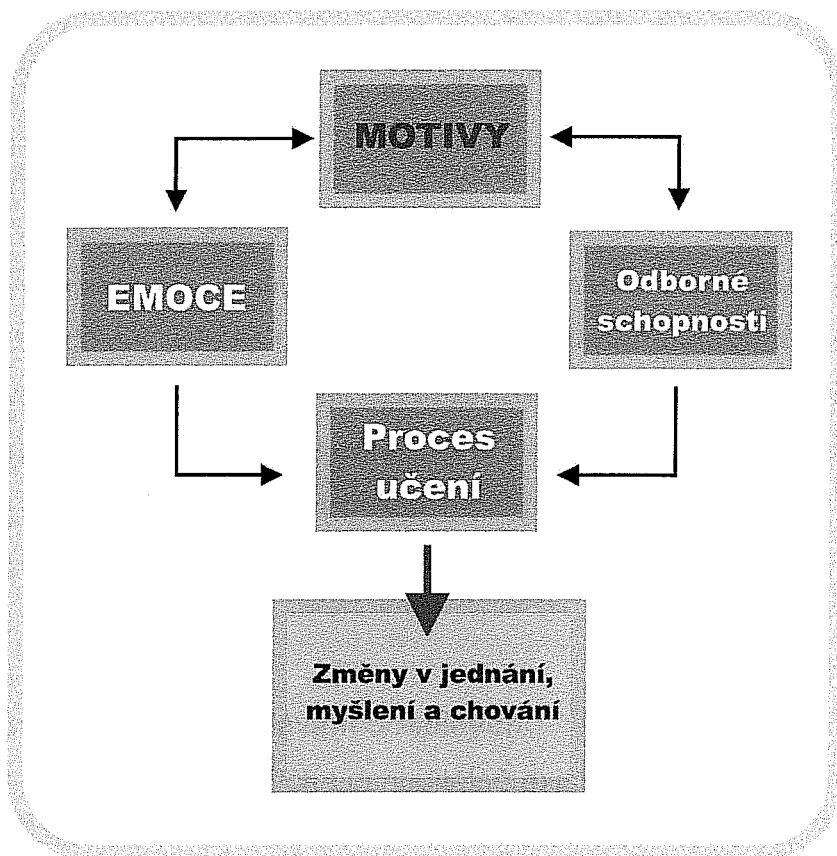 MOTIVY
EMOCE
Odborné
schopnosti
Proces
učení
Změny v jednání,
myšlení a chování